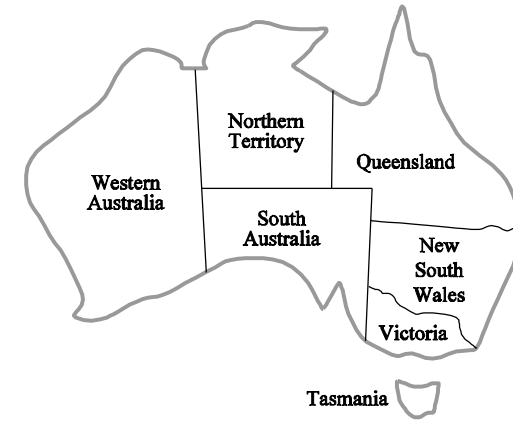 Northern
Territory
Queensland
Western
Australia
South
Australia
New
South
Wales
Victoria
Tasmania